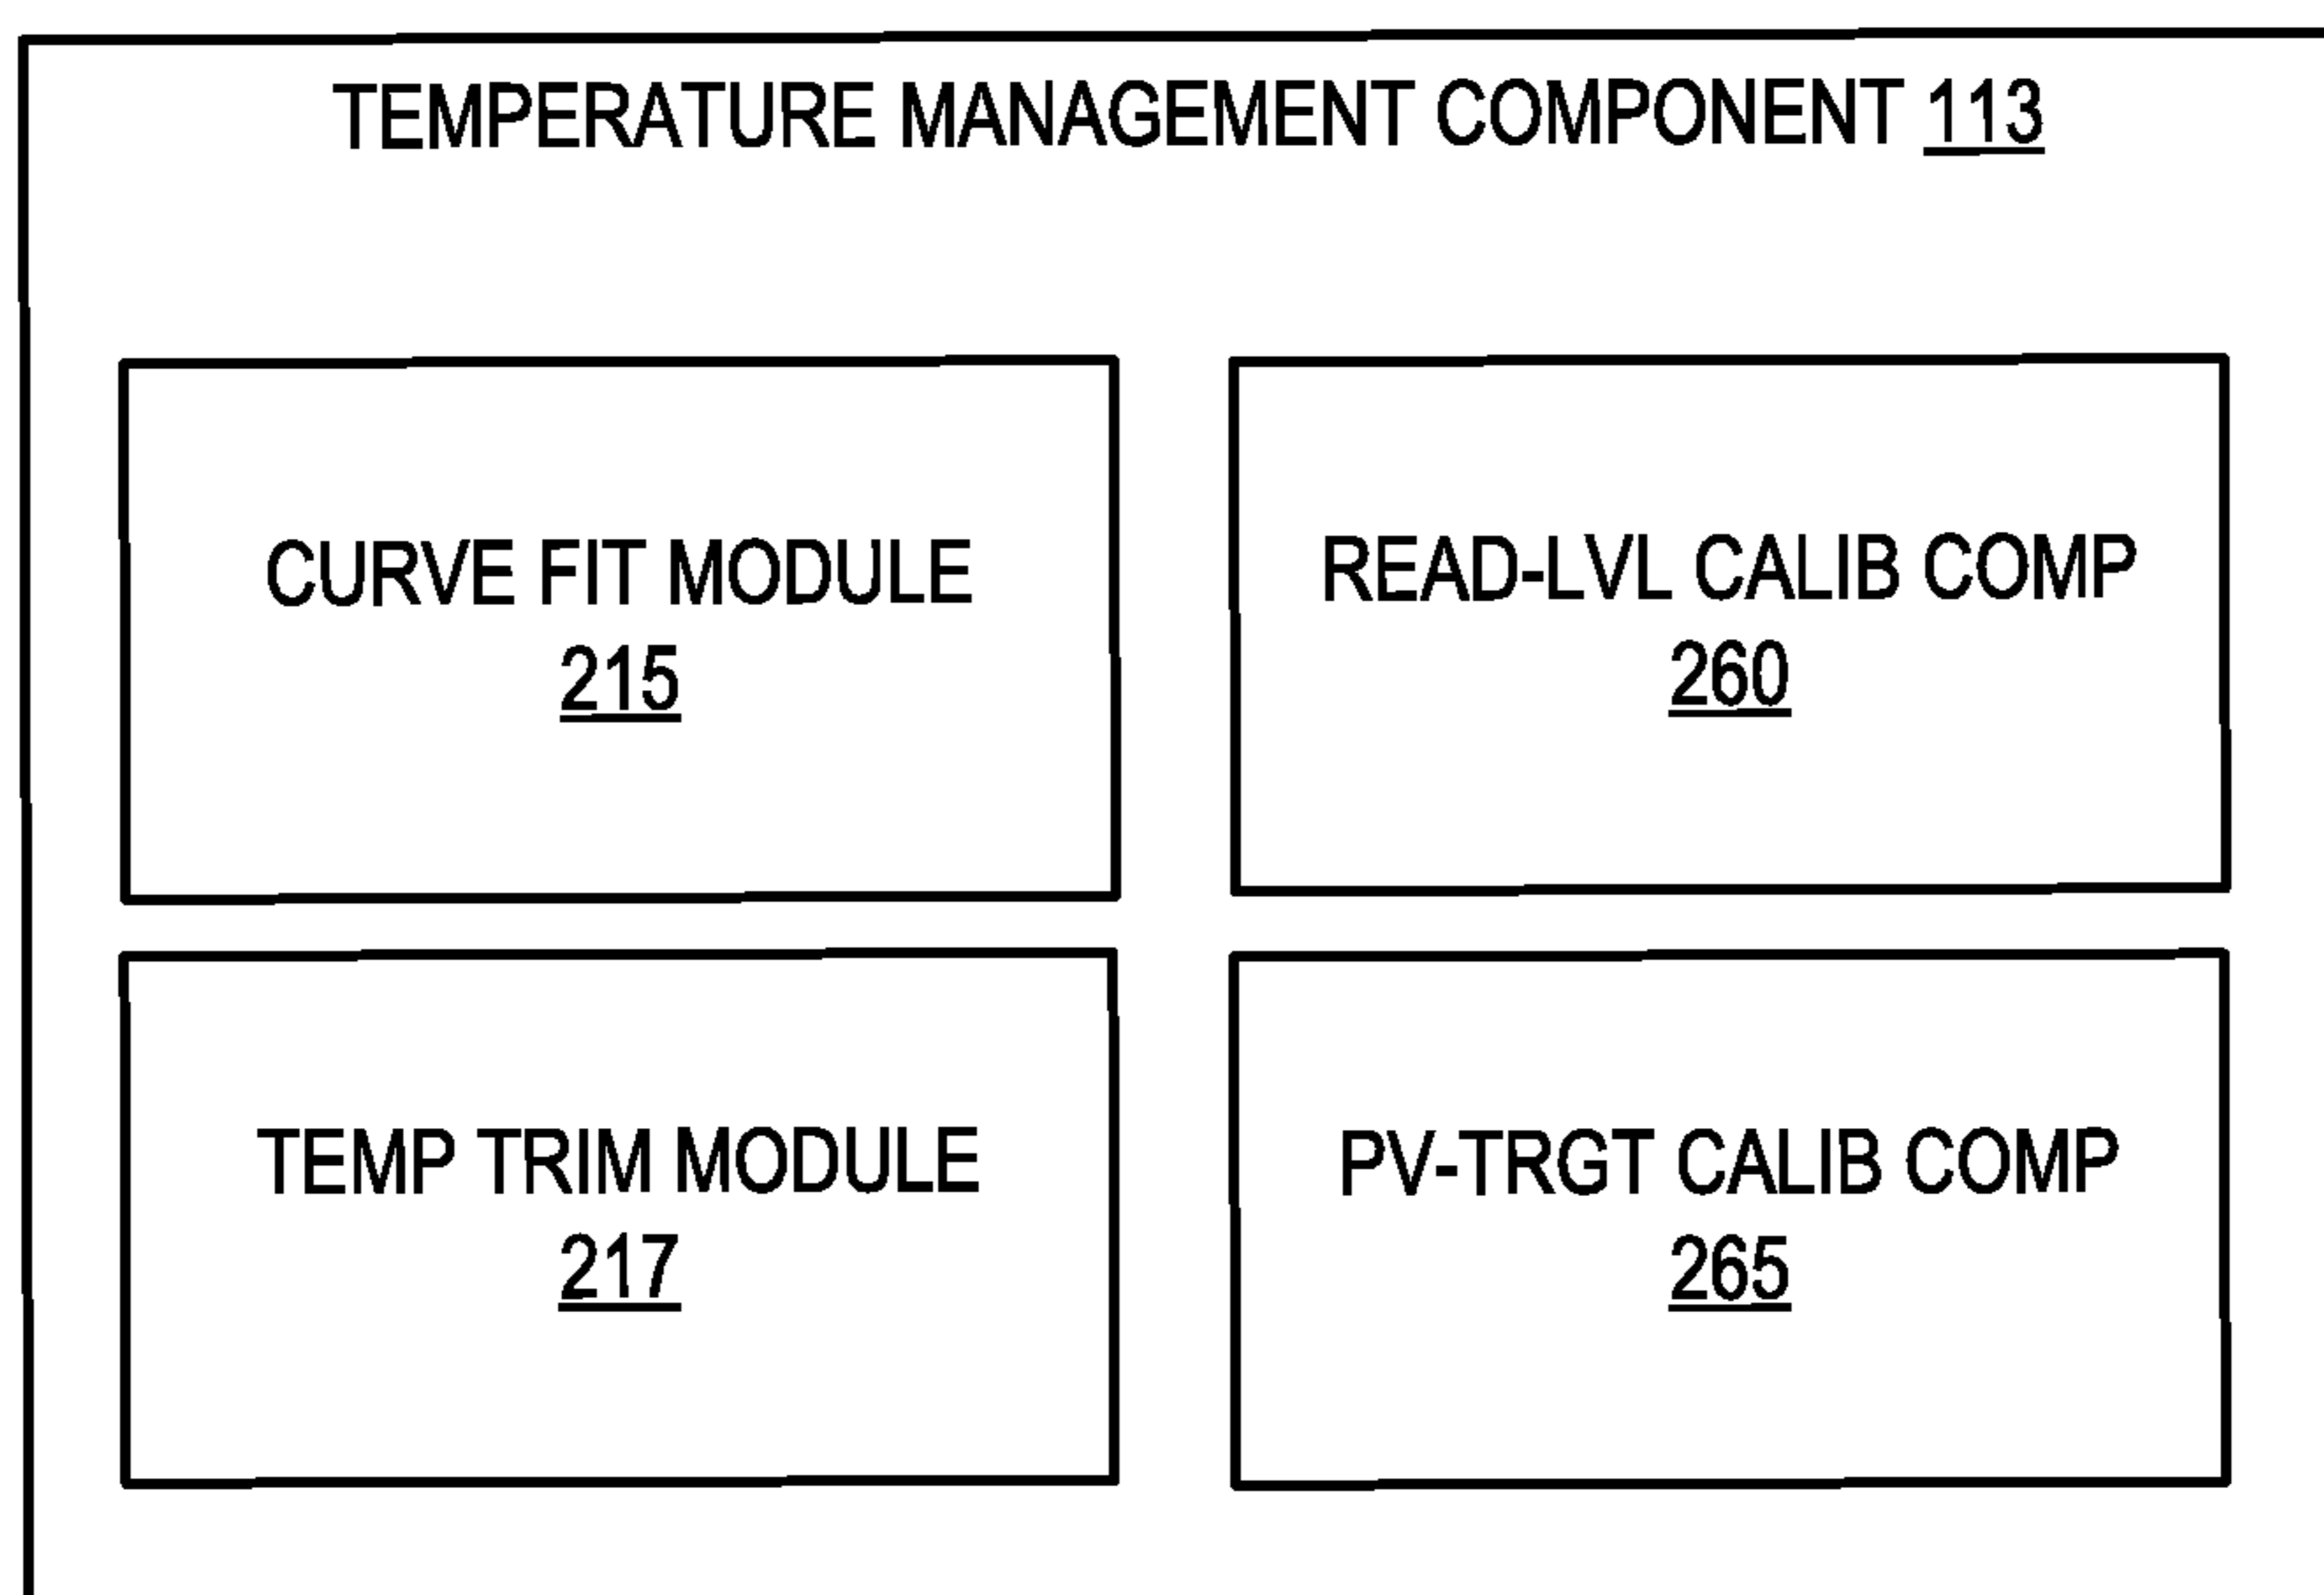 TEMPERATURE MANAGEMENT COMPONENT 113
CURVE FIT MODULE
215
READ-LVL CALIB COMP
260
TEMP TRIM MODULE
217
PV-TRGT CALIB COMP
265